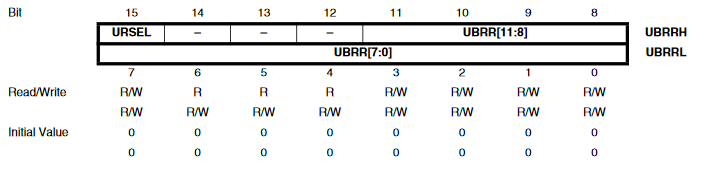 Bit 15 14 13 12 11 10 9 8
URSEL – – – UBRR[11:8] UBRRH
UBRR[7:0] UBRRL
7 6 5 4 3 2 1 0
Read/Write R/W R R R R/W R/W R/W R/W
R/W R/W R/W R/W R/W R/W R/W R/W
Initial Value 0 0 0 0 0 0 0 0
0 0 0 0 0 0 0 0